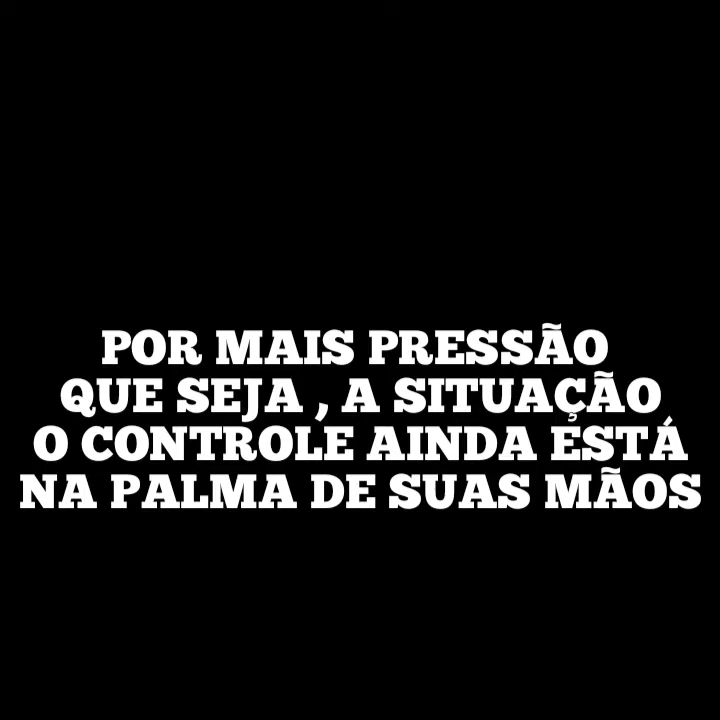 POR MAIS PRESSÃO
QUE SEJA , A SITUAÇÃO
O CONTROLE AINDA ESTÁ
NA PALMA DE SUAS MÃOS